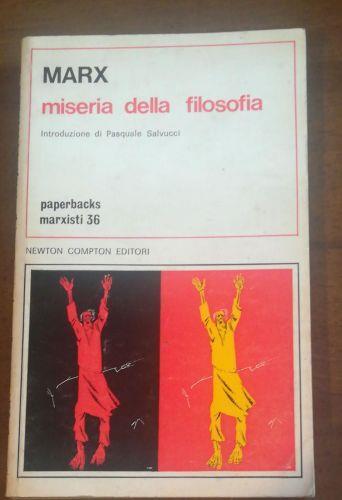 MARX
miseria della filosofia
Introduzione di Pasquale Salvucci
paperbacks
marxisti 36
NEWTON COMPTON EDITORI